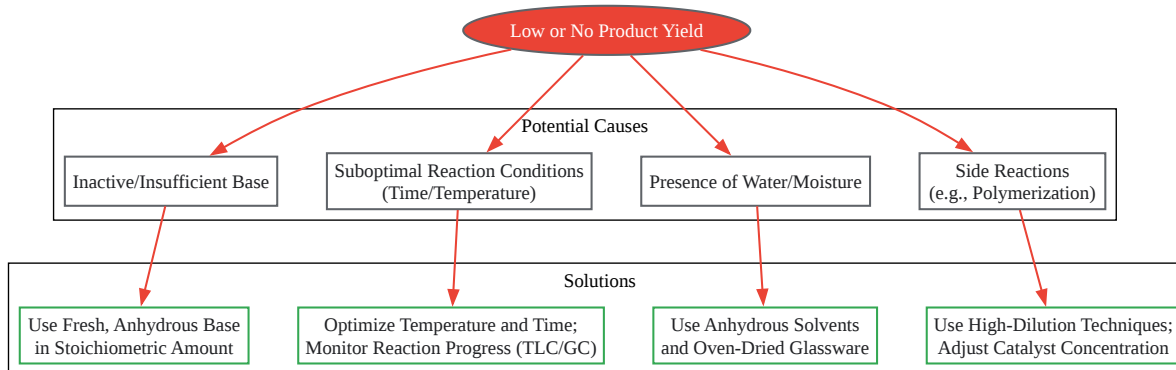 Low or No Product Yield
Potential Causes
Inactive/Insufficient Base
Suboptimal Reaction Conditions
(Time/Temperature)
Presence of Water/Moisture
Side Reactions
(e.g., Polymerization)
Solutions
Use Fresh, Anhydrous Base
in Stoichiometric Amount
Optimize Temperature and Time;
Monitor Reaction Progress (TLC/GC)
Use Anhydrous Solvents
and Oven-Dried Glassware
Use High-Dilution Techniques;
Adjust Catalyst Concentration